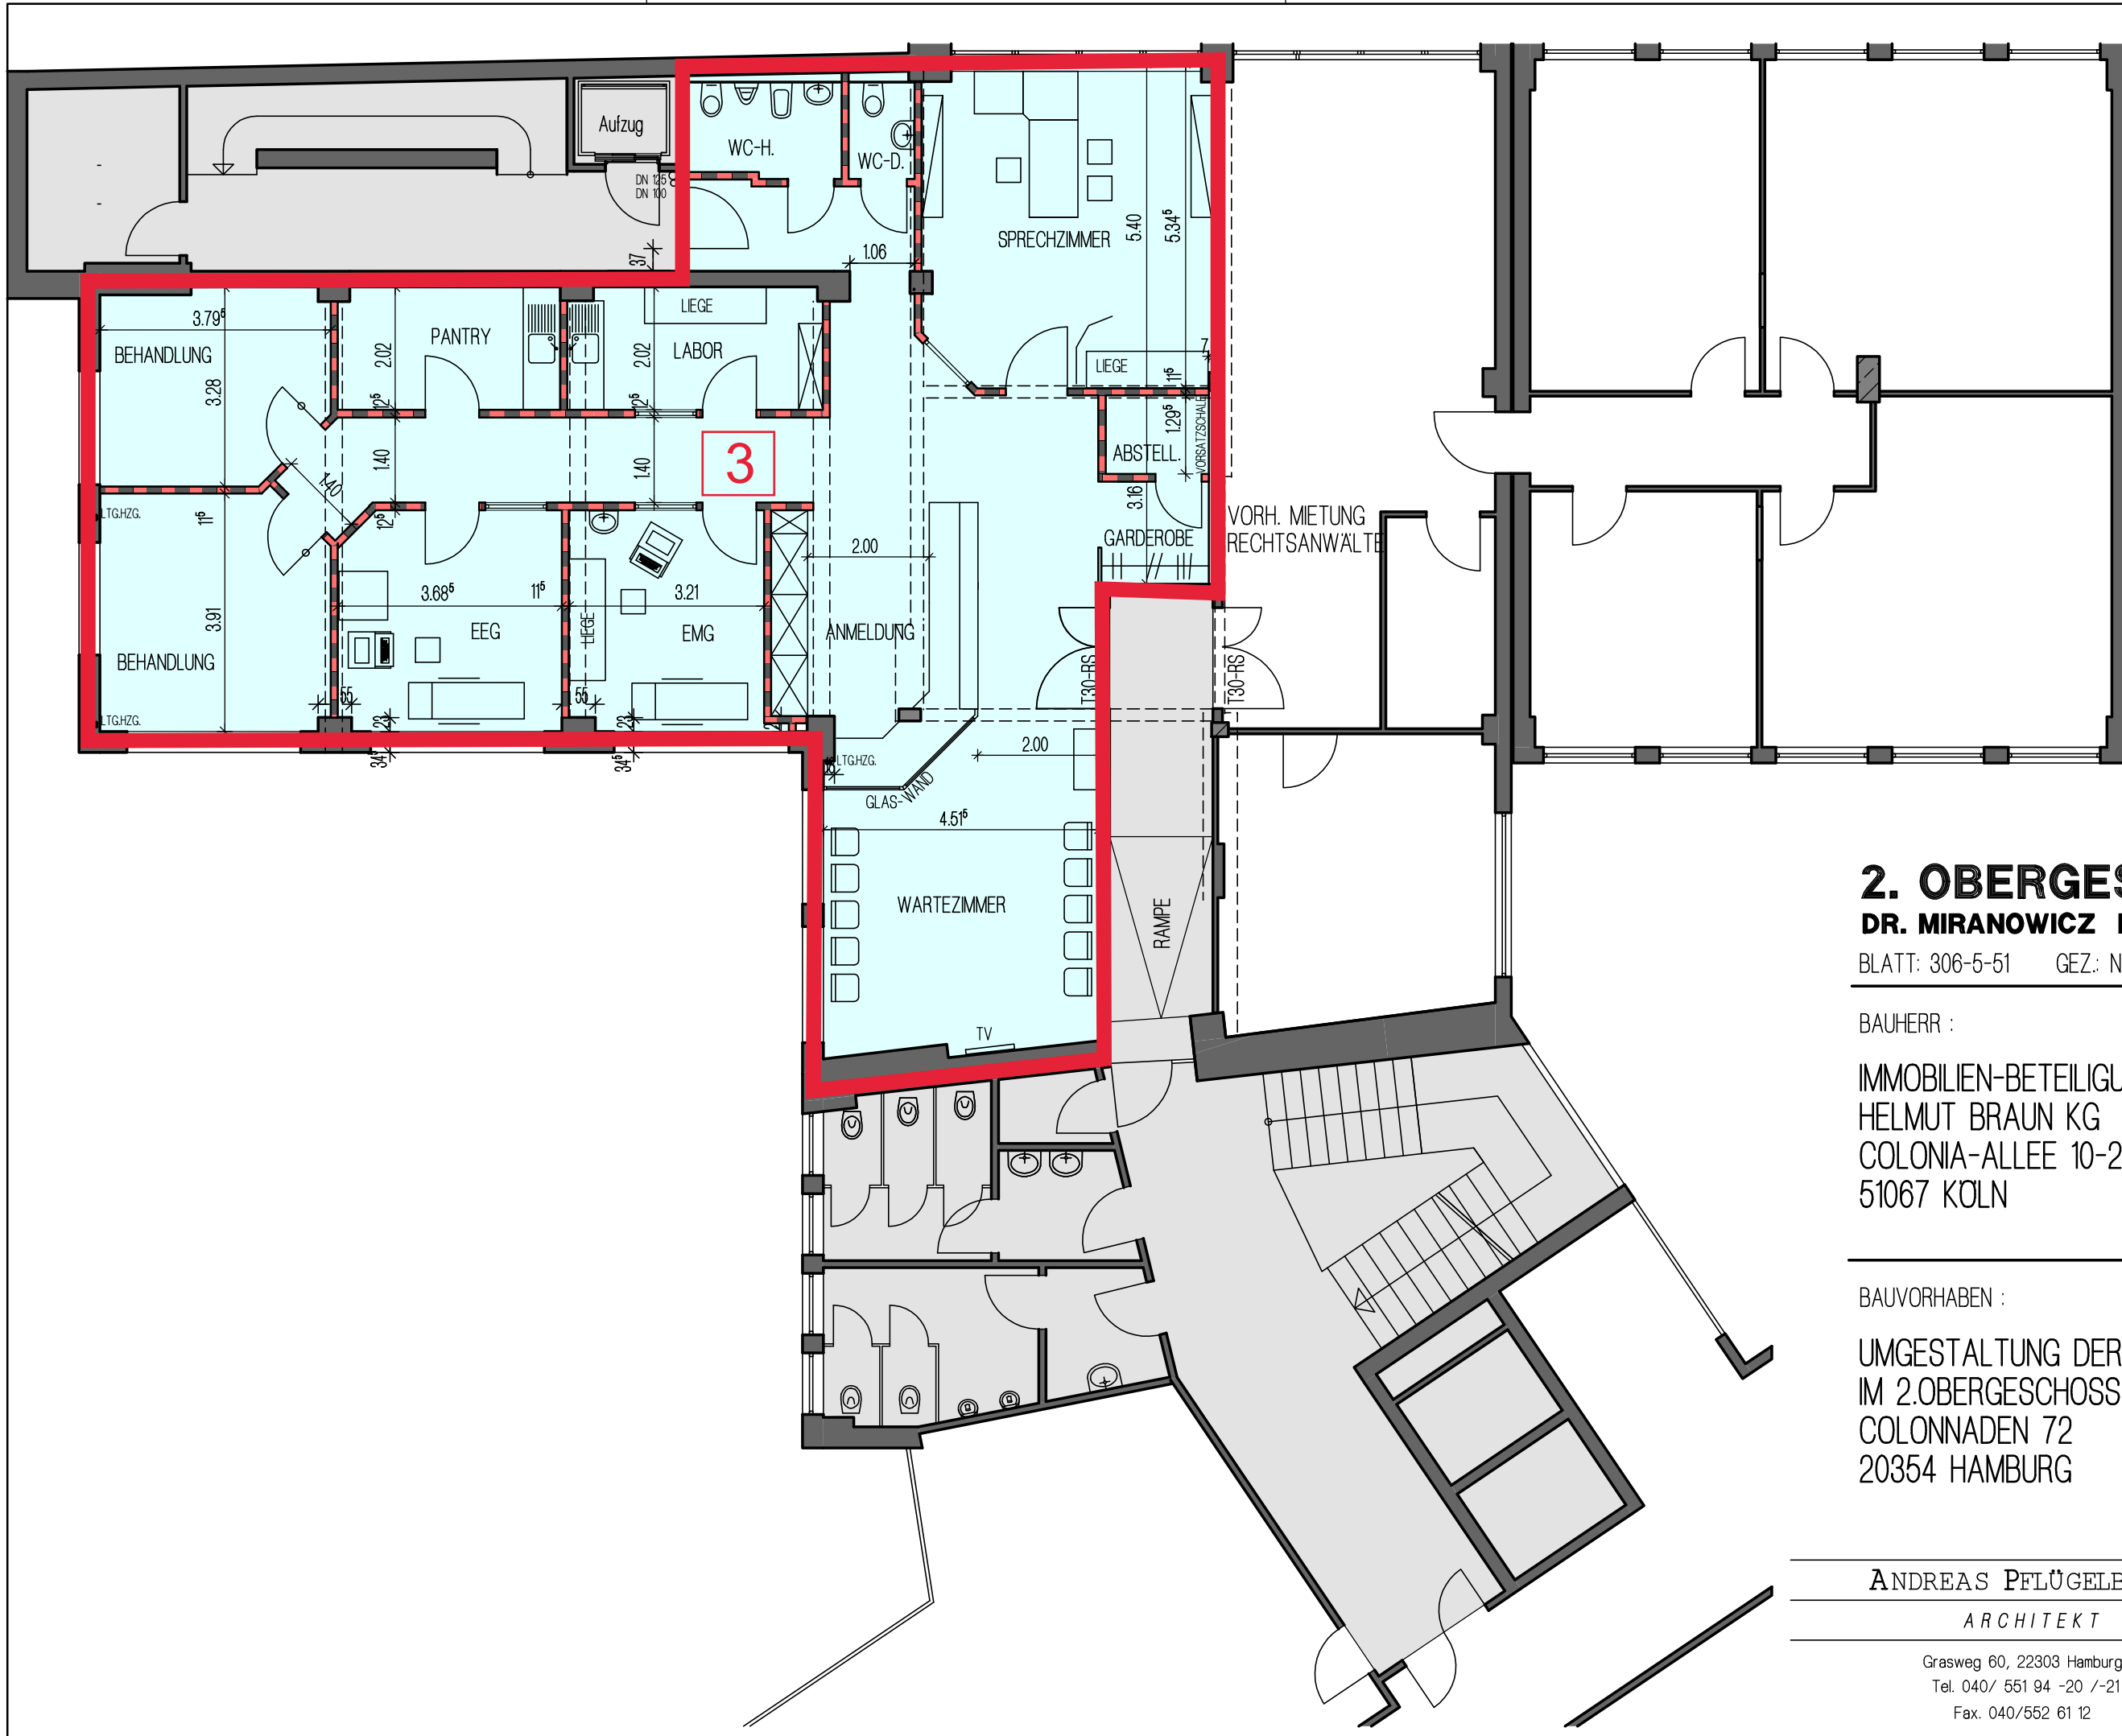 Aufzug
WC-H.
WC-D.
DN 125
DN 100
37
1.06
SPRECHZIMMER
5.40
5.34⁵
3.79⁵
BEHANDLUNG
3.28
2.02
PANTRY
12⁵
LIEGE
2.02
LABOR
12⁵
LIEGE
7
11⁵
1.29⁵
VORSATZSCHALE
ABSTELL.
3.16
GARDEROBE
1.40
1.40
1.40
3
LTG.HZG.
11⁵
12⁵
VORH. MIETUNG
RECHTSANWÄLTE
2.00
3.68⁵
11⁵
3.21
3.91
EEG
LIEGE
EMG
ANMELDUNG
BEHANDLUNG
T30-RS
T30-RS
LTG.HZG.
55
23
34⁵
55
23
34⁵
2.00
LTG.HZG.
GLAS-WAND
4.51⁵
WARTEZIMMER
RAMPE
TV
2. OBERGES
DR. MIRANOWICZ
BLATT: 306-5-51 GEZ.: N
BAUHERR :
IMMOBILIEN-BETEILIGU
HELMUT BRAUN KG
COLONIA-ALLEE 10-2
51067 KÖLN
BAUVORHABEN :
UMGESTALTUNG DER
IM 2.OBERGESCHOSS
COLONNADEN 72
20354 HAMBURG
ANDREAS PFLÜGELB
ARCHITEKT
Grasweg 60, 22303 Hamburg
Tel. 040/ 551 94 -20 /-21
Fax. 040/552 61 12